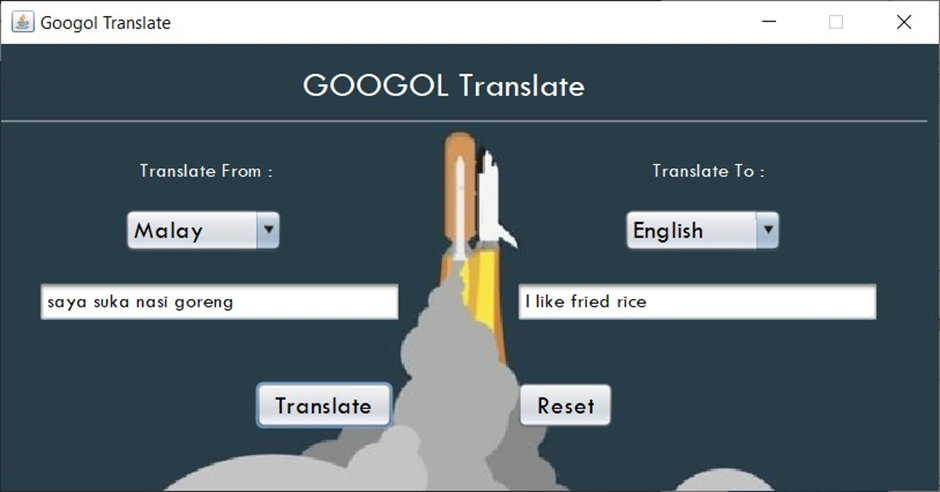 Googol Translate
GOOGOL Translate
Translate From :
Translate To :
Malay
English
saya suka nasi goreng
I like fried rice
Translate
Reset